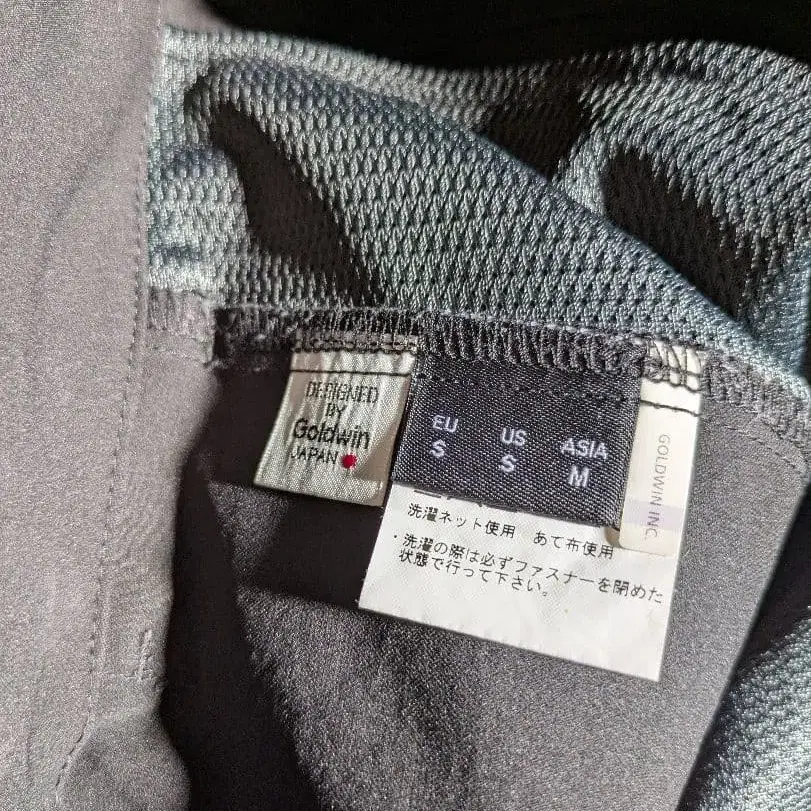 DESIGNED
BY
Goldwin
JAPAN
EU
S
US
S
ASIA
M
GOLDWIN INC.
洗濯ネット使用 あて布使用
・洗濯の際は必ずファスナーを閉めた
状態で行って下さい。